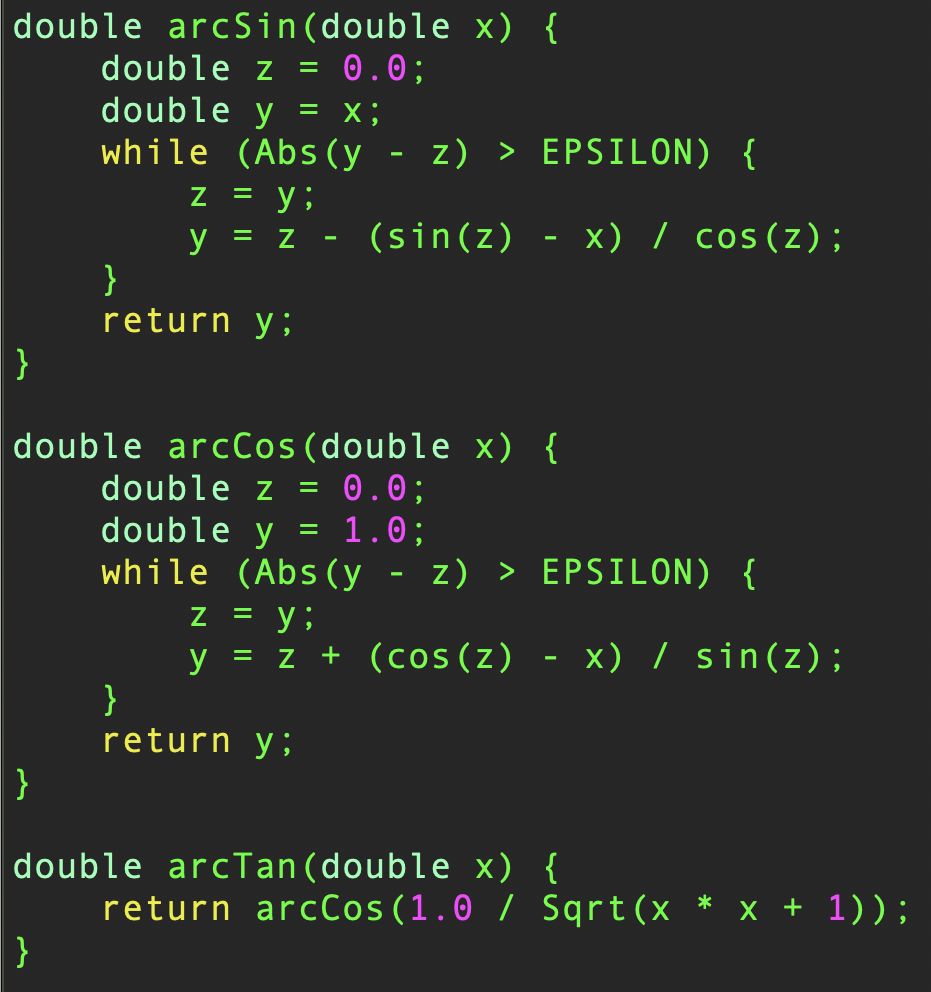 double arcSin(double x) {
    double z = 0.0;
    double y = x;
    while (Abs(y - z) > EPSILON) {
        z = y;
        y = z - (sin(z) - x) / cos(z);
    }
    return y;
}

double arcCos(double x) {
    double z = 0.0;
    double y = 1.0;
    while (Abs(y - z) > EPSILON) {
        z = y;
        y = z + (cos(z) - x) / sin(z);
    }
    return y;
}

double arcTan(double x) {
    return arcCos(1.0 / Sqrt(x * x + 1));
}